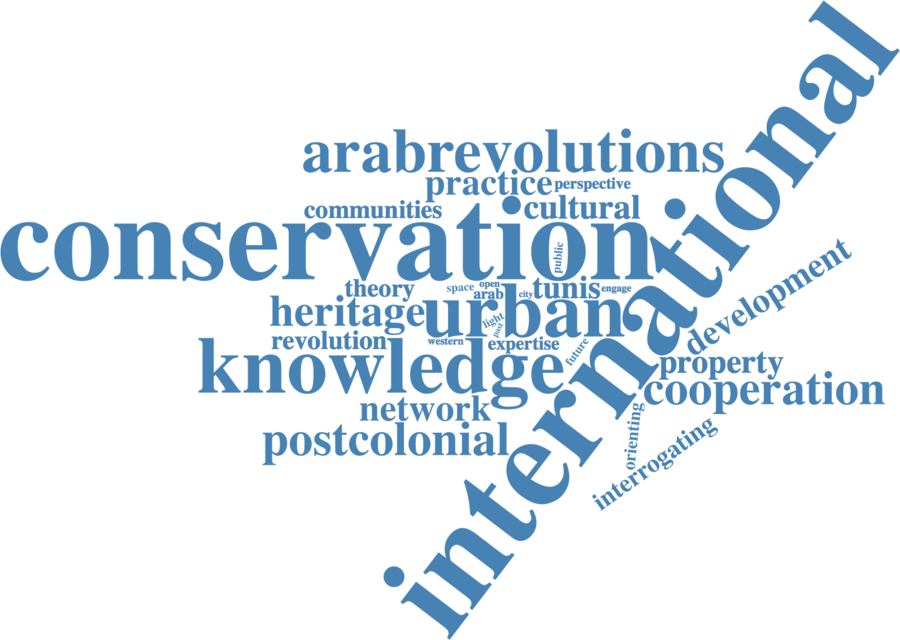 international
arabrevolutions
practice perspective
communities cultural
conservation
public
theory space open tunis engage
arab city
heritage urban
light
past
development
revolution western expertise
future
knowledge
property
cooperation
network
orienting
postcolonial
interrogating